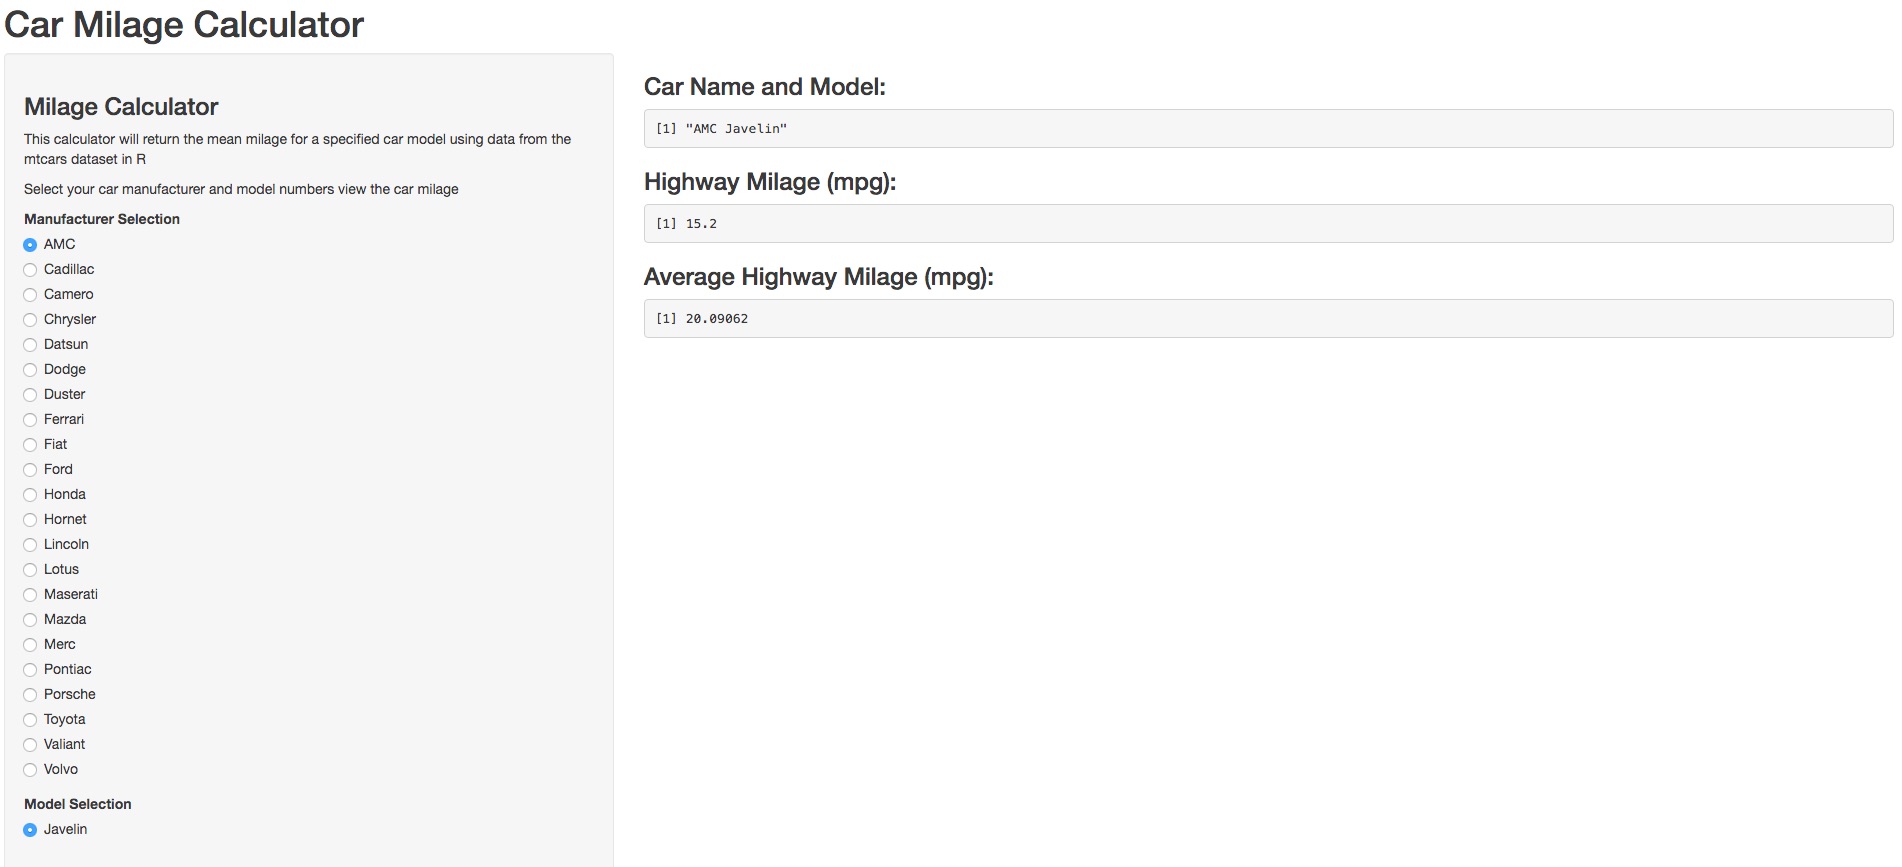 Car Milage Calculator
Milage Calculator
This calculator will return the mean milage for a specified car model using data from the
mtcars dataset in R
Select your car manufacturer and model numbers view the car milage
Manufacturer Selection
AMC
Cadillac
Camero
Chrysler
Datsun
Dodge
Duster
Ferrari
Fiat
Ford
Honda
Hornet
Lincoln
Lotus
Maserati
Mazda
Merc
Pontiac
Porsche
Toyota
Valiant
Volvo
Model Selection
Javelin
Car Name and Model:
[1] "AMC Javelin"
Highway Milage (mpg):
[1] 15.2
Average Highway Milage (mpg):
[1] 20.09062